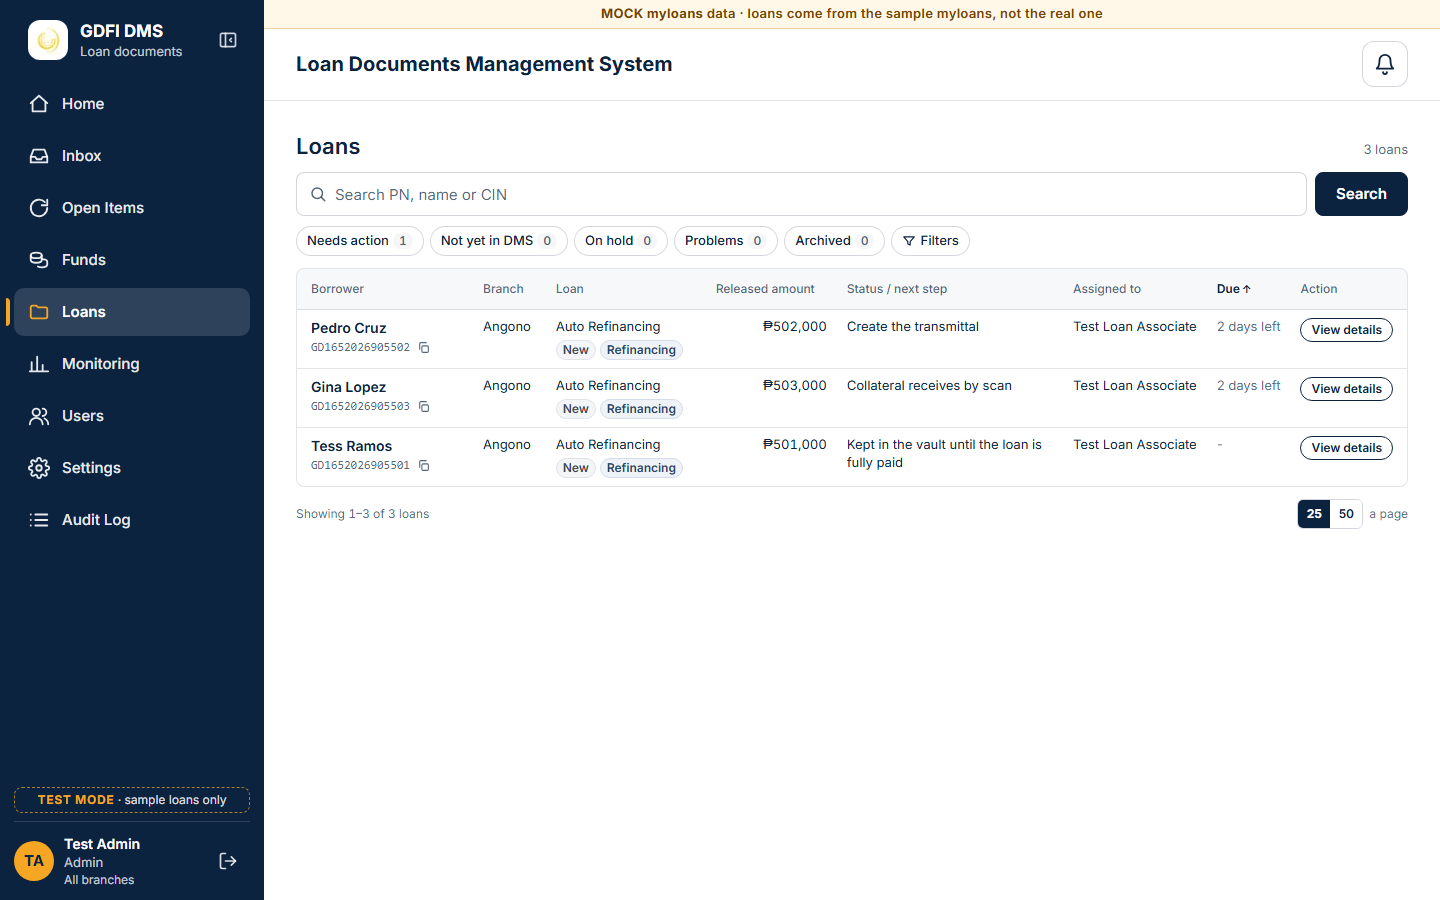 MOCK myloans data · loans come from the sample myloans, not the real one
GDFI DMS
Loan documents
Home
Inbox
Open Items
Funds
Loans
Monitoring
Users
Settings
Audit Log
TEST MODE · sample loans only
TA
Test Admin
Admin
All branches
Loan Documents Management System
Loans
3 loans
Search PN, name or CIN
Search
Needs action 1 Not yet in DMS 0 On hold 0 Problems 0 Archived 0 Filters
Borrower Branch Loan Released amount Status / next step Assigned to Due ↑ Action
Pedro Cruz Angono Auto Refinancing ₱502,000 Create the transmittal Test Loan Associate 2 days left View details
GD1652026905502 New Refinancing
Gina Lopez Angono Auto Refinancing ₱503,000 Collateral receives by scan Test Loan Associate 2 days left View details
GD1652026905503 New Refinancing
Tess Ramos Angono Auto Refinancing ₱501,000 Kept in the vault until the loan is Test Loan Associate - View details
GD1652026905501 New Refinancing fully paid
Showing 1–3 of 3 loans
25 50 a page